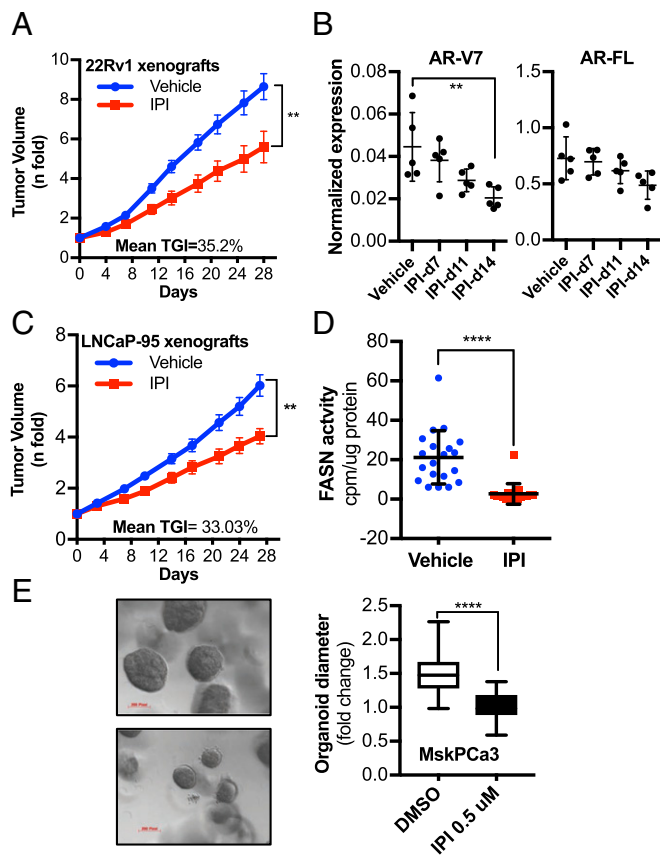 A
22Rv1 xenografts
Vehicle
IPI
Tumor Volume
(n fold)
10
8
6
4
2
0
**
Mean TGI=35.2%
0 4 8 12 16 20 24 28
Days
B
AR-V7
AR-FL
Normalized expression
0.08
0.06
0.04
0.02
0.00
**
Vehicle
IPI-d7
IPI-d11
IPI-d14
1.5
1.0
0.5
0.0
Vehicle
IPI-d7
IPI-d11
IPI-d14
C
LNCaP-95 xenografts
Vehicle
IPI
Tumor Volume
(n fold)
8
6
4
2
0
**
Mean TGI= 33.03%
0 4 8 12 16 20 24 28
Days
D
FASN actvity
cpm/ug protein
80
60
40
20
0
-20
****
Vehicle IPI
E
Organoid diameter
(fold change)
2.5
2.0
1.5
1.0
0.5
0.0
****
MskPCa3
DMSO
IPI 0.5 uM